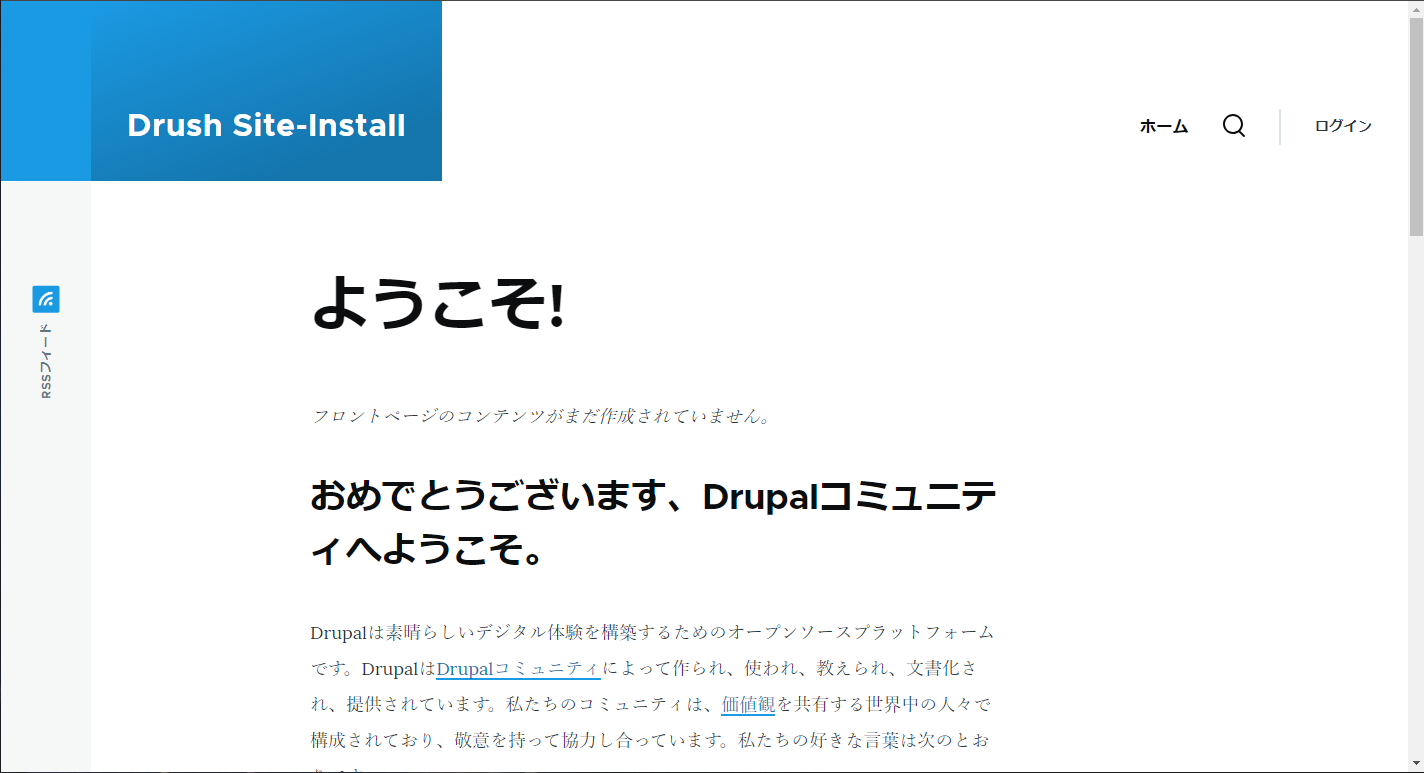 Drush Site-Install
ホーム
ログイン
RSSフィード
ようこそ!
フロントページのコンテンツがまだ作成されていません。
おめでとうございます、Drupalコミュニテ
ィへようこそ。
Drupalは素晴らしいデジタル体験を構築するためのオープンソースプラットフォーム
です。DrupalはDrupalコミュニティによって作られ、使われ、教えられ、文書化さ
れ、提供されています。私たちのコミュニティは、価値観を共有する世界中の人々で
構成されており、敬意を持って協力し合っています。私たちの好きな言葉は次のとお